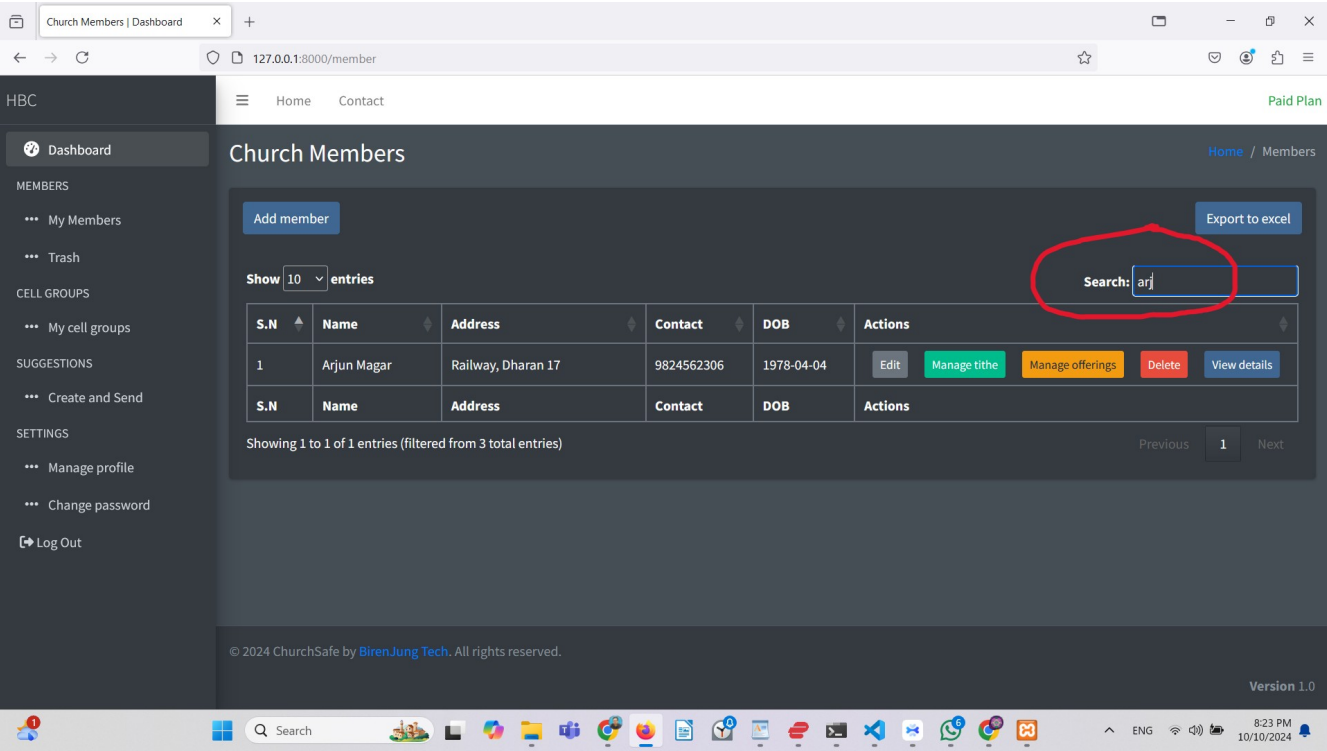 Church Members | Dashboard
127.0.0.1:8000/member
HBC
Home Contact Paid Plan
Dashboard
MEMBERS
My Members
Trash
CELL GROUPS
My cell groups
SUGGESTIONS
Create and Send
SETTINGS
Manage profile
Change password
Log Out
Church Members
Home / Members
Add member Export to excel
Show 10 entries Search: arj
S.N Name Address Contact DOB Actions
1 Arjun Magar Railway, Dharan 17 9824562306 1978-04-04 Edit Manage tithe Manage offerings Delete View details
S.N Name Address Contact DOB Actions
Showing 1 to 1 of 1 entries (filtered from 3 total entries) Previous 1 Next
© 2024 ChurchSafe by BirenJung Tech. All rights reserved.
Version 1.0
1 Search 0 6 ENG 8:23 PM
10/10/2024